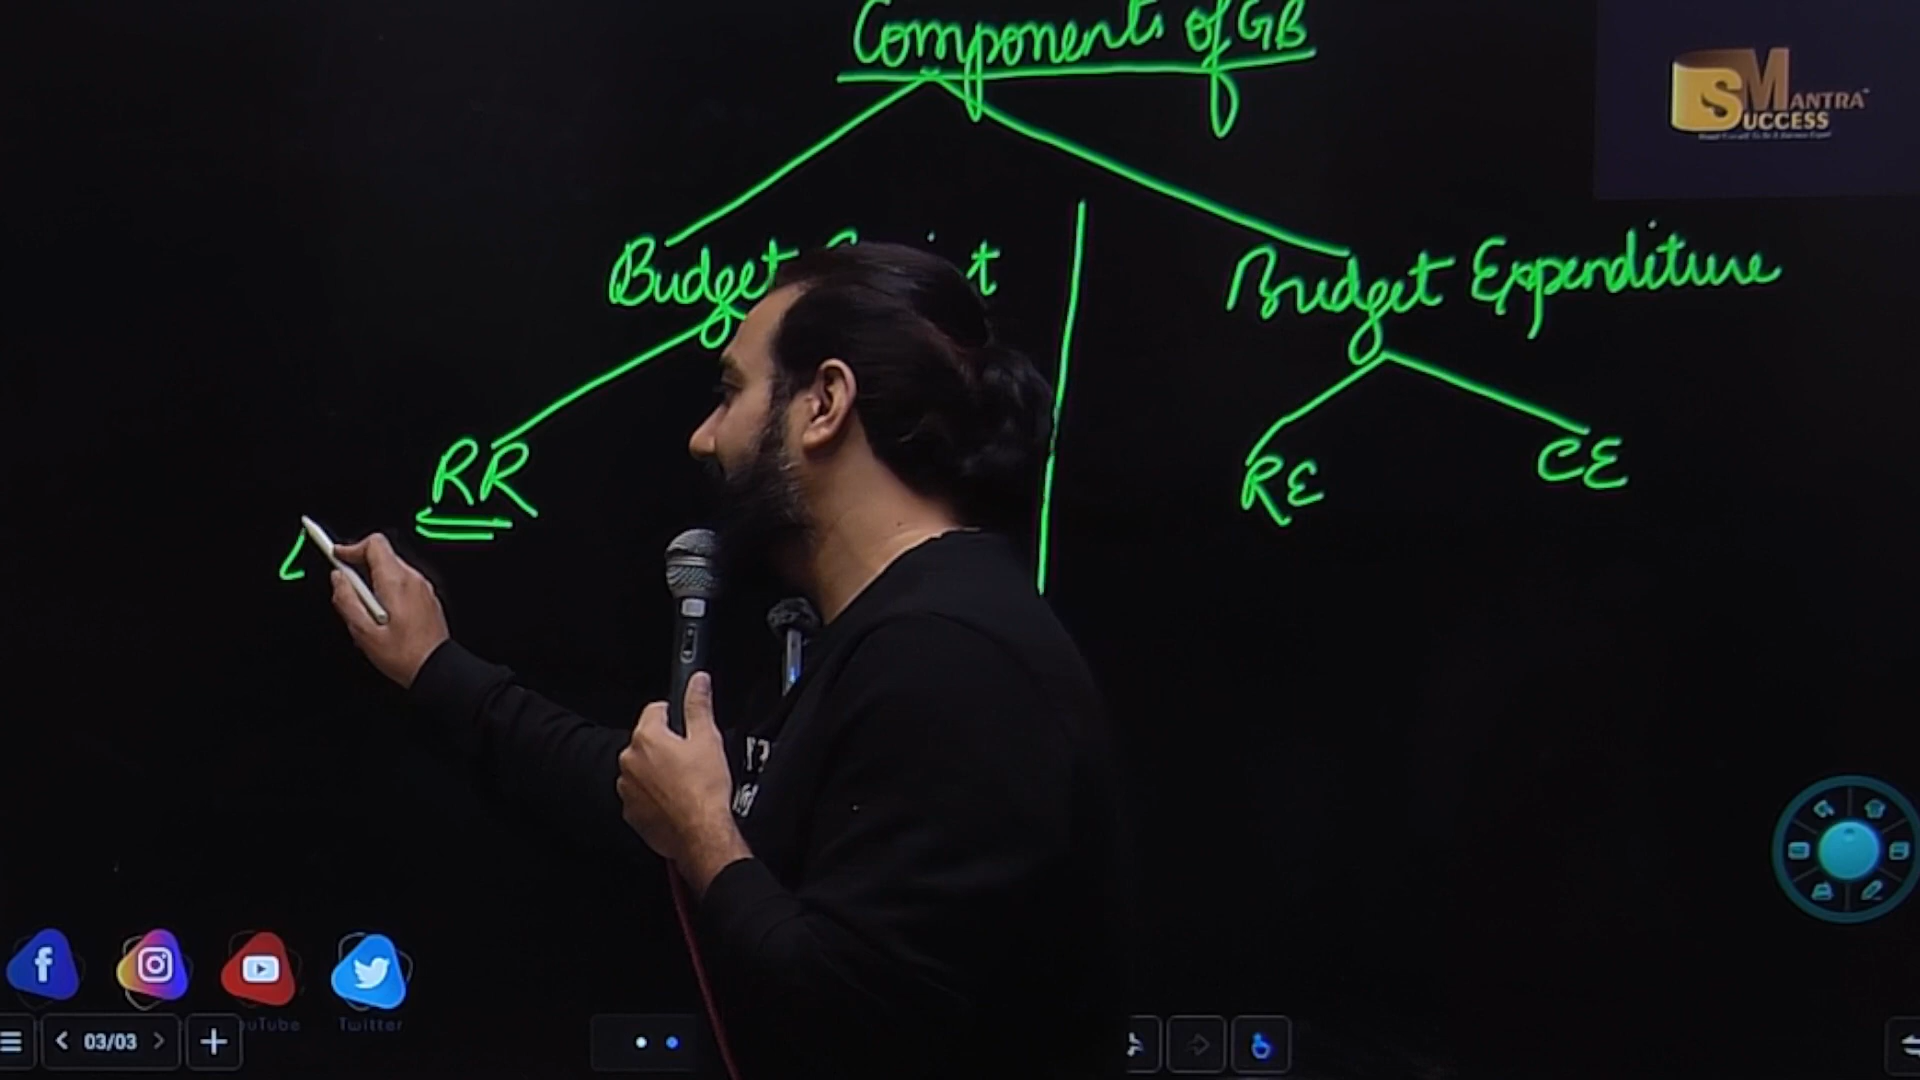 Components of GB
MANTRA
SUCCESS
Budget
Budget Expenditure
RR
RE
CE
Twitter
03/03